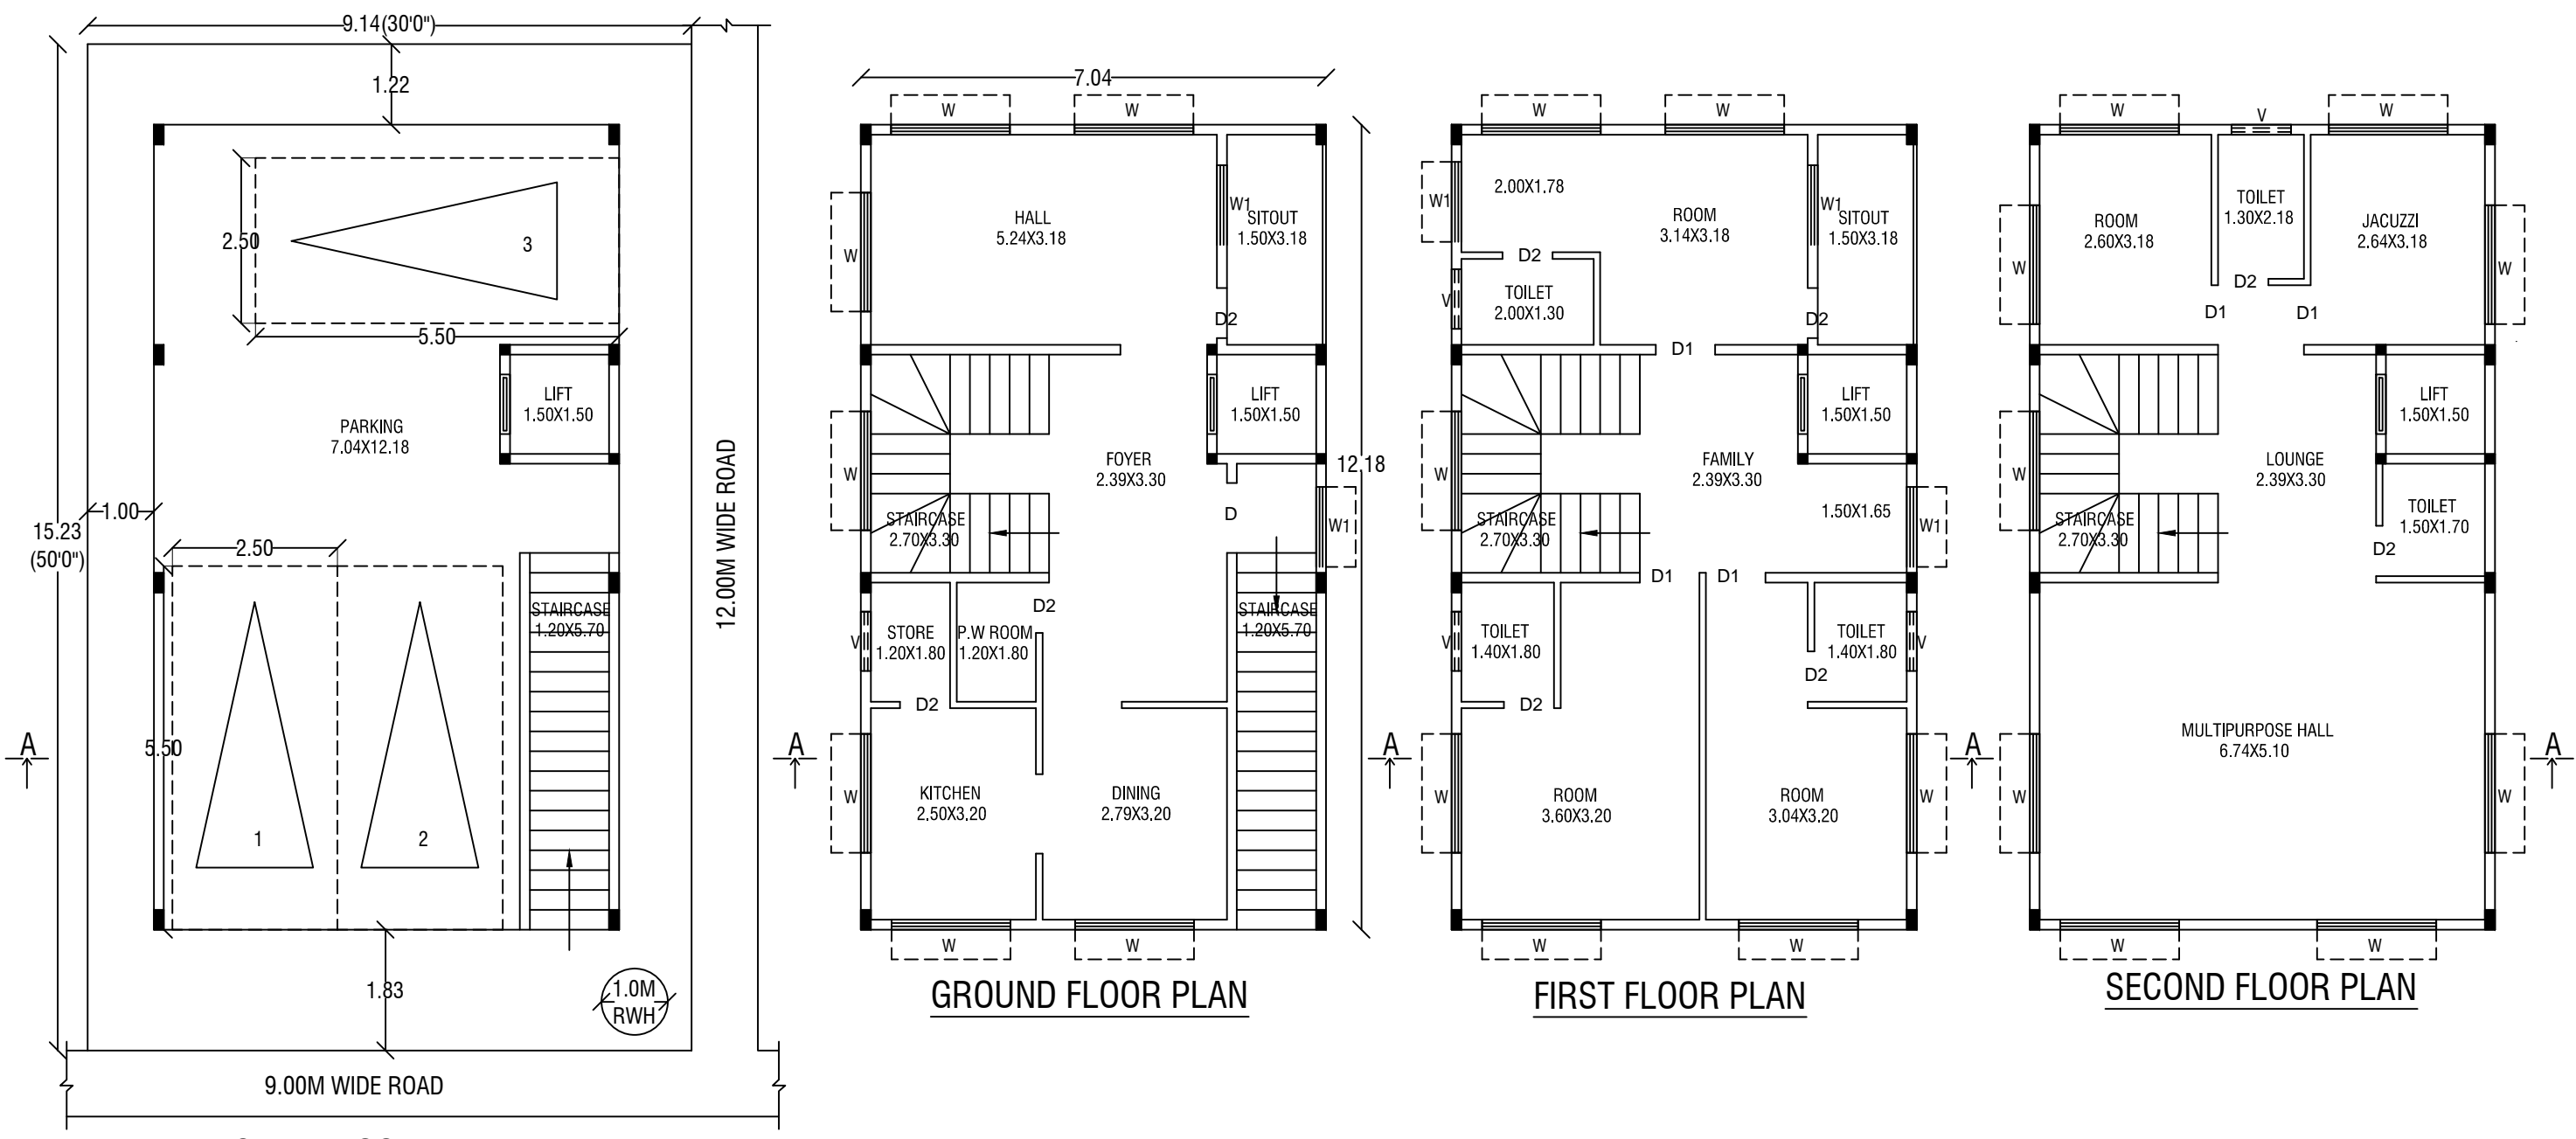 9.14(30'0")
1.22
2.50
3
5.50
LIFT
1.50X1.50
PARKING
7.04X12.18
1.00
15.23
(50'0")
2.50
STAIRCASE
1.20X5.70
5.50
1
2
A
A
1.83
1.0M
RWH
9.00M WIDE ROAD
12.00M WIDE ROAD
7.04
W
W
HALL
5.24X3.18
W1
SITOUT
1.50X3.18
W
D2
LIFT
1.50X1.50
FOYER
2.39X3.30
12.18
W
STAIRCASE
2.70X3.30
D
W1
D2
STORE
1.20X1.80
P.W ROOM
1.20X1.80
V
STAIRCASE
1.20X5.70
D2
KITCHEN
2.50X3.20
DINING
2.79X3.20
W
W
W
GROUND FLOOR PLAN
A
W
W
W1
2.00X1.78
ROOM
3.14X3.18
W1
SITOUT
1.50X3.18
D2
TOILET
2.00X1.30
V
D2
D1
LIFT
1.50X1.50
FAMILY
2.39X3.30
W
1.50X1.65
STAIRCASE
2.70X3.30
W1
D1
D1
TOILET
1.40X1.80
V
TOILET
1.40X1.80
V
D2
D2
ROOM
3.60X3.20
ROOM
3.04X3.20
W
W
W
W
FIRST FLOOR PLAN
A
W
V
W
ROOM
2.60X3.18
TOILET
1.30X2.18
JACUZZI
2.64X3.18
W
W
D2
D1
D1
LIFT
1.50X1.50
LOUNGE
2.39X3.30
W
STAIRCASE
2.70X3.30
TOILET
1.50X1.70
D2
MULTIPURPOSE HALL
6.74X5.10
W
W
W
W
SECOND FLOOR PLAN
A